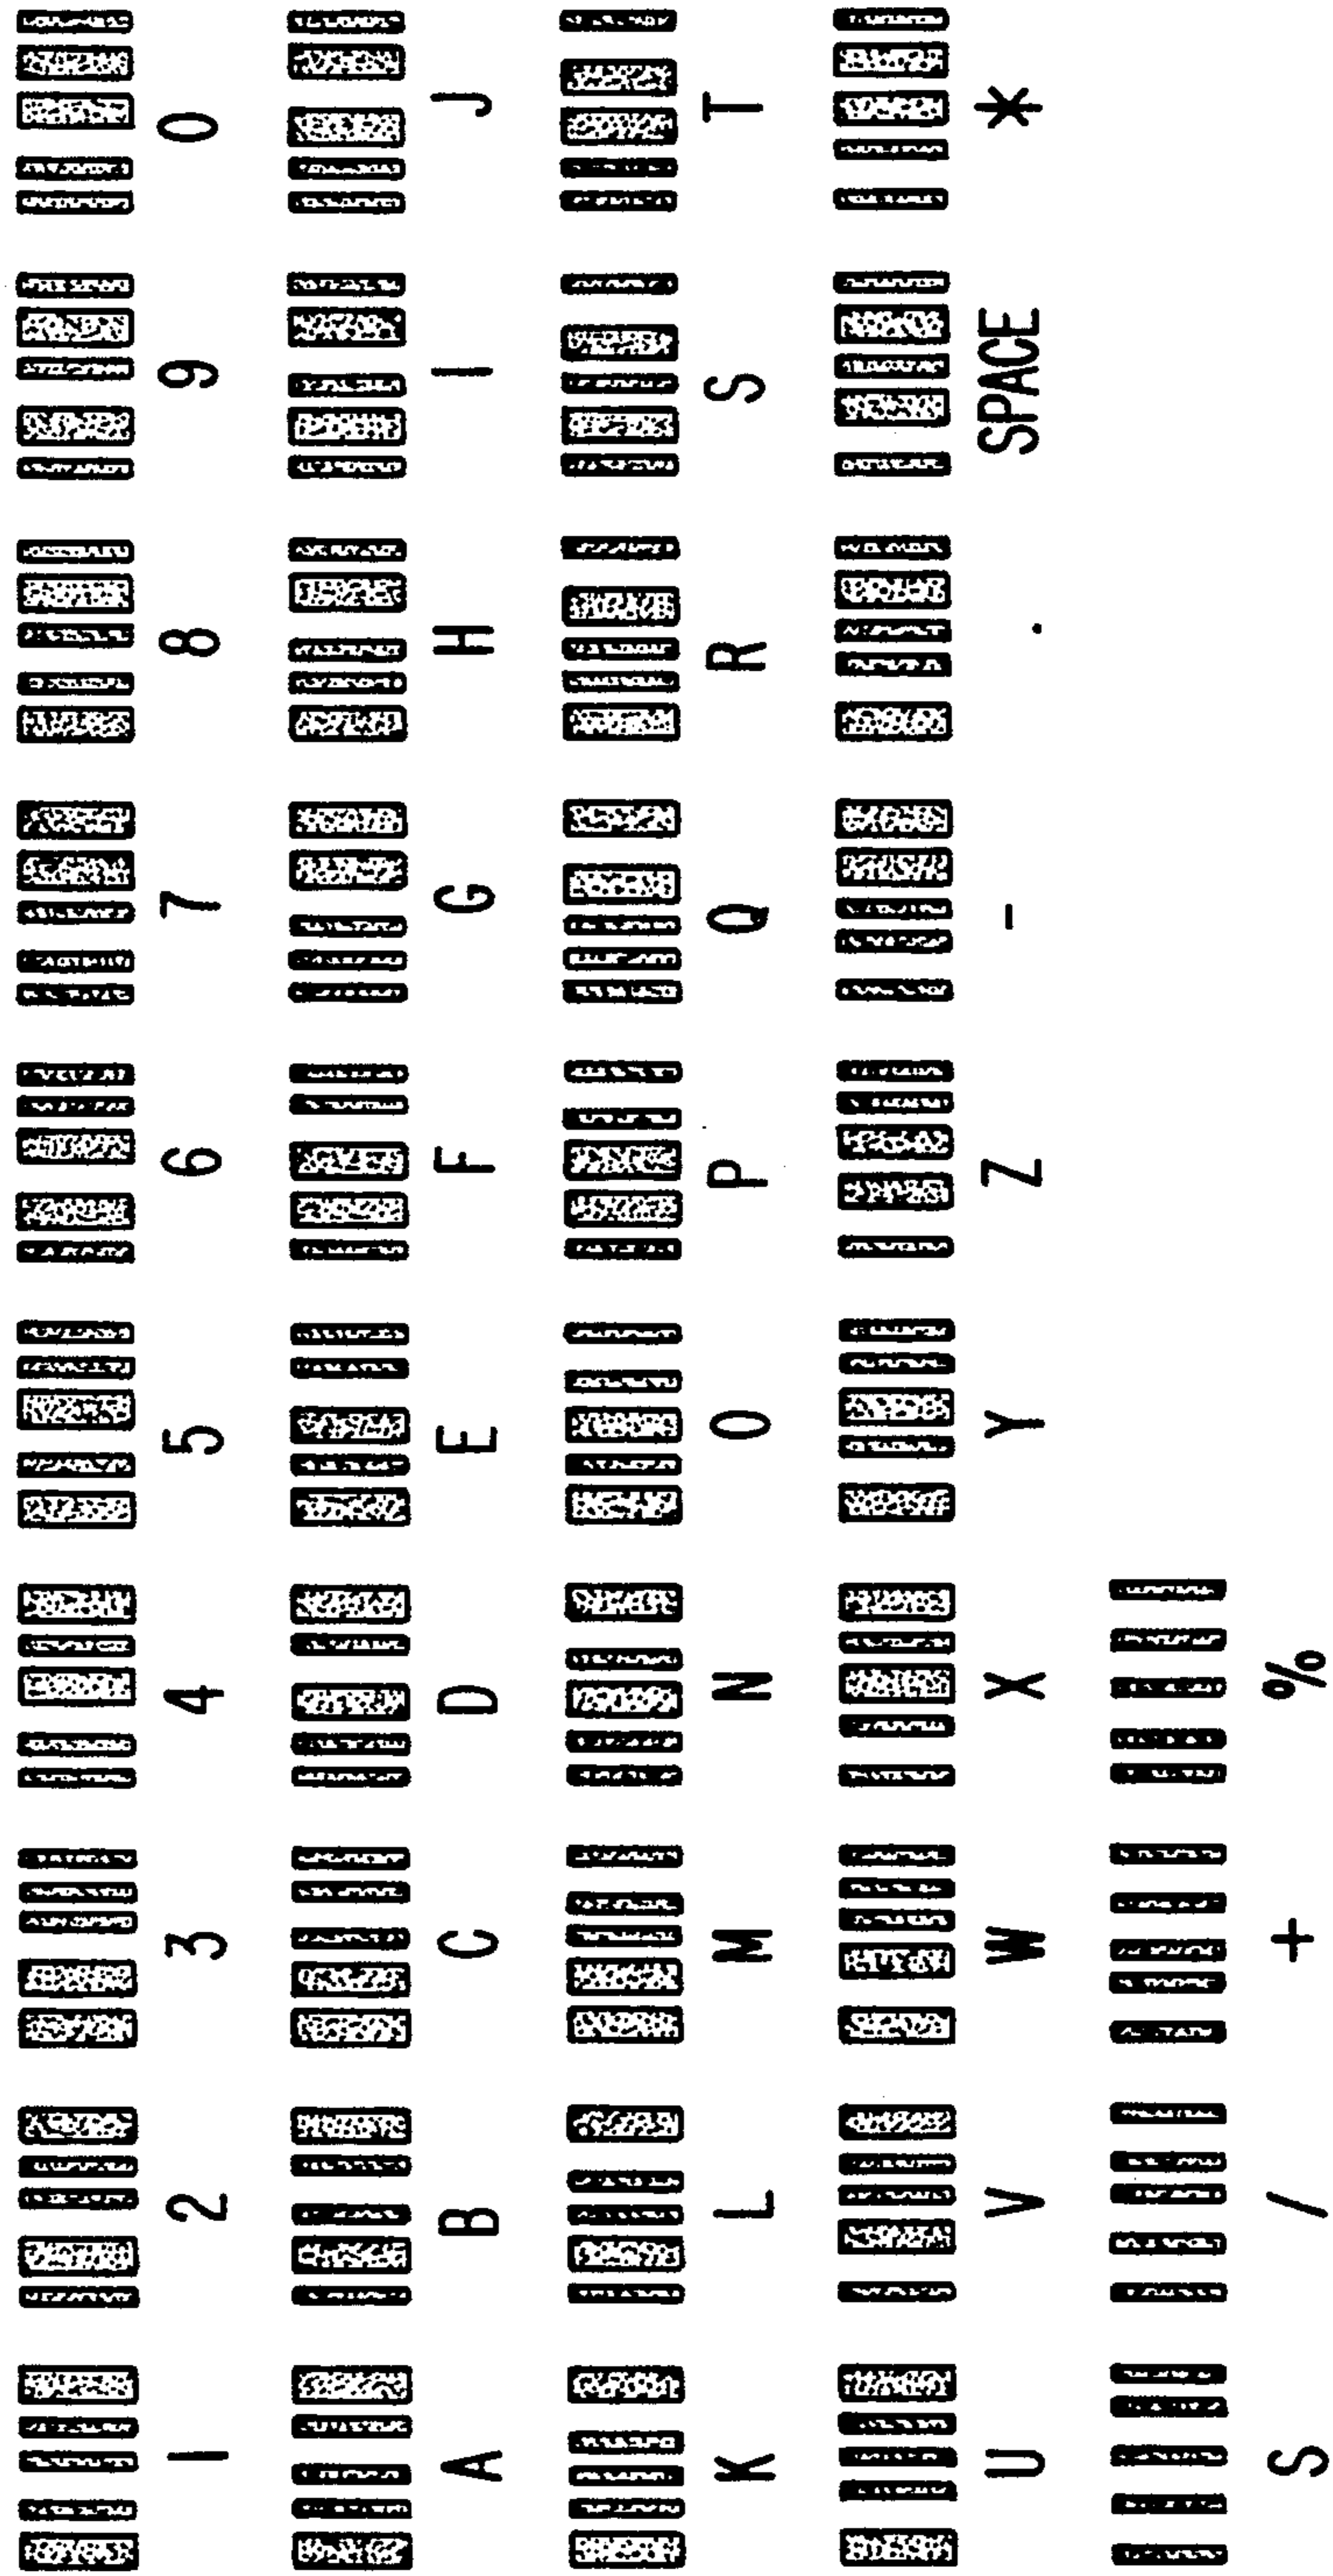 1 2 3 4 5 6 7 8 9 0
A B C D E F G H I J
K L M N O P Q R S T
U V W X Y Z - . SPACE *
S / + %